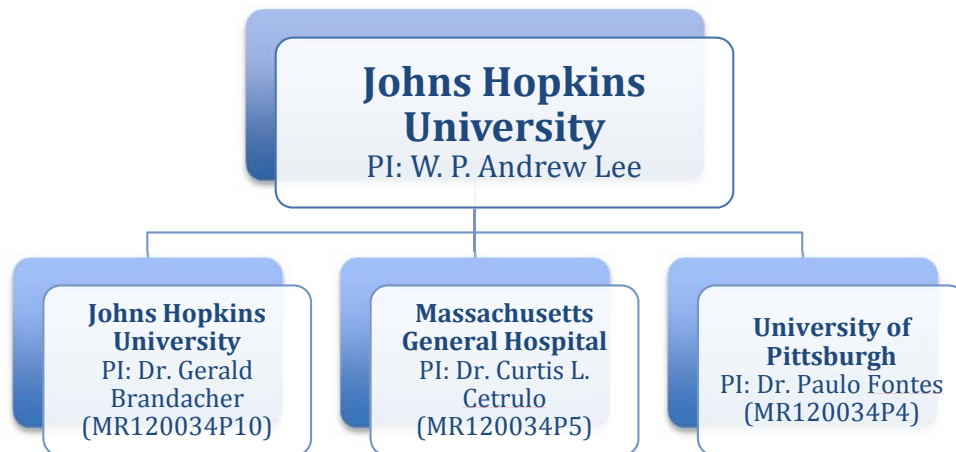 Johns Hopkins
University
PI: W. P. Andrew Lee
Johns Hopkins
University
PI: Dr. Gerald
Brandacher
(MR120034P10)
Massachusetts
General Hospital
PI: Dr. Curtis L.
Cetrulo
(MR120034P5)
University of
Pittsburgh
PI: Dr. Paulo Fontes
(MR120034P4)